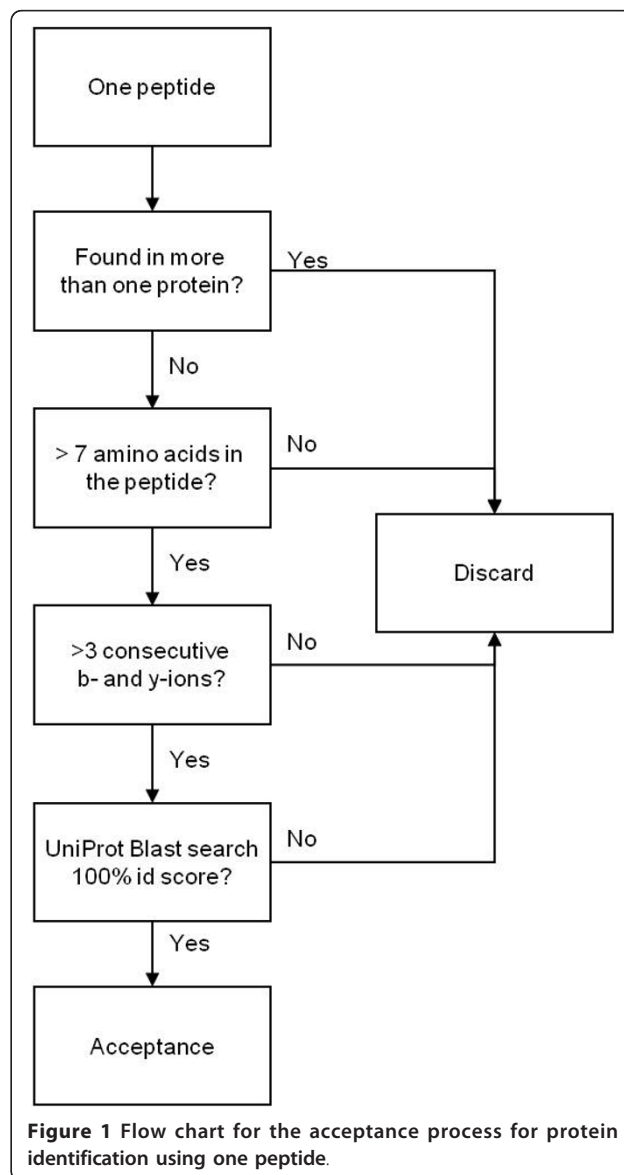 One peptide
Found in more
than one protein?
Yes
No
> 7 amino acids in
the peptide?
No
Yes
Discard
>3 consecutive
b- and y-ions?
No
Yes
UniProt Blast search
100% id score?
No
Yes
Acceptance
Figure 1 Flow chart for the acceptance process for protein
identification using one peptide.